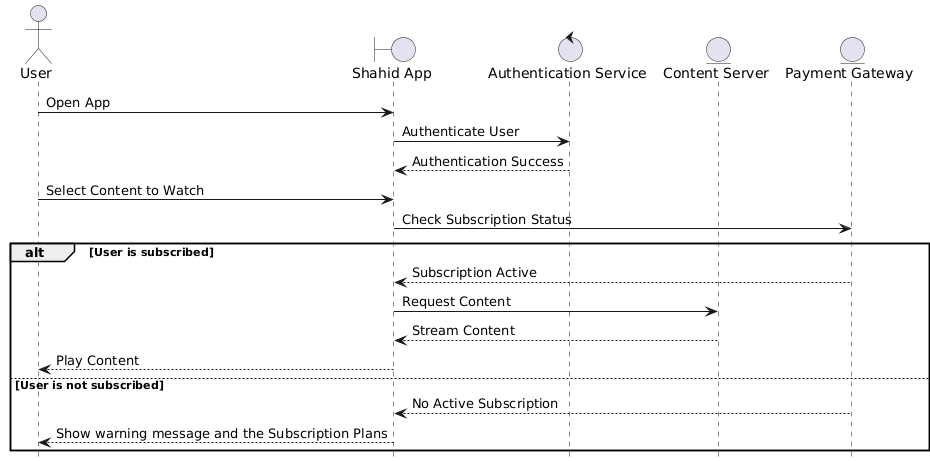 User
Shahid App
Authentication Service
Content Server
Payment Gateway
Open App
Authenticate User
Authentication Success
Select Content to Watch
Check Subscription Status
alt
[User is subscribed]
Subscription Active
Request Content
Stream Content
Play Content
[User is not subscribed]
No Active Subscription
Show warning message and the Subscription Plans